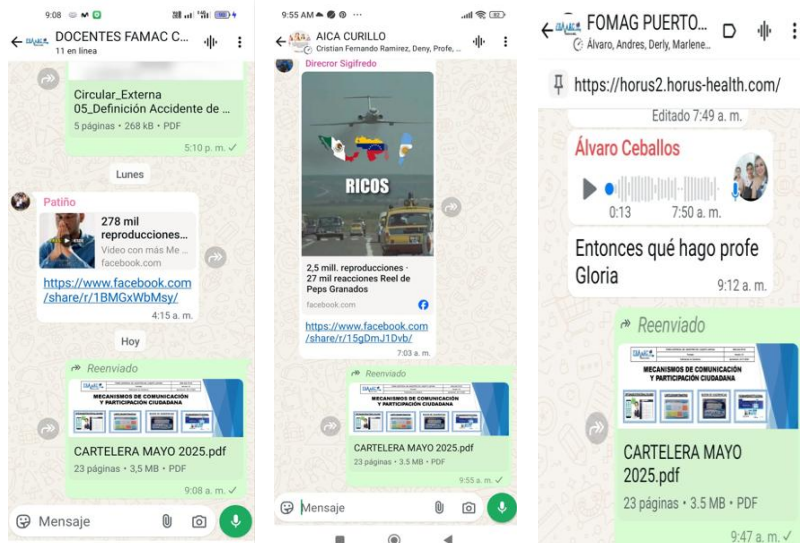 9:08
DOCENTES FAMAC C...
11 en línea
Circular_Externa
05_Definición Accidente de ...
5 páginas • 268 kB • PDF
5:10 p. m.
Lunes
Patiño
278 mil
reproducciones...
Video con más Me ...
facebook.com
https://www.facebook.com
/share/r/1BMGxWbMsy/
4:15 a. m.
Hoy
Reenviado
MECANISMOS DE COMUNICACIÓN
Y PARTICIPACIÓN CIUDADANA
CARTELERA MAYO 2025.pdf
23 páginas • 3,5 MB • PDF
9:08 a. m.
Mensaje
9:55 AM
AICA CURILLO
Cristian Fernando Ramirez, Deny, Profe, ...
Direcror Sigifredo
RICOS
2,5 mill. reproducciones ·
27 mil reacciones Reel de
Peps Granados
facebook.com
https://www.facebook.com
/share/r/15gDmJ1Dvb/
7:03 a. m.
Reenviado
MECANISMOS DE COMUNICACIÓN
Y PARTICIPACIÓN CIUDADANA
CARTELERA MAYO 2025.pdf
23 páginas • 3.5 MB • PDF
9:55 a. m.
Mensaje
FOMAG PUERTO...
Álvaro, Andres, Derly, Marlene...
https://horus2.horus-health.com/
Editado 7:49 a. m.
Álvaro Ceballos
0:13
7:50 a. m.
Entonces qué hago profe
Gloria
9:12 a. m.
Reenviado
MECANISMOS DE COMUNICACIÓN
Y PARTICIPACIÓN CIUDADANA
CARTELERA MAYO
2025.pdf
23 páginas • 3.5 MB • PDF
9:47 a. m.